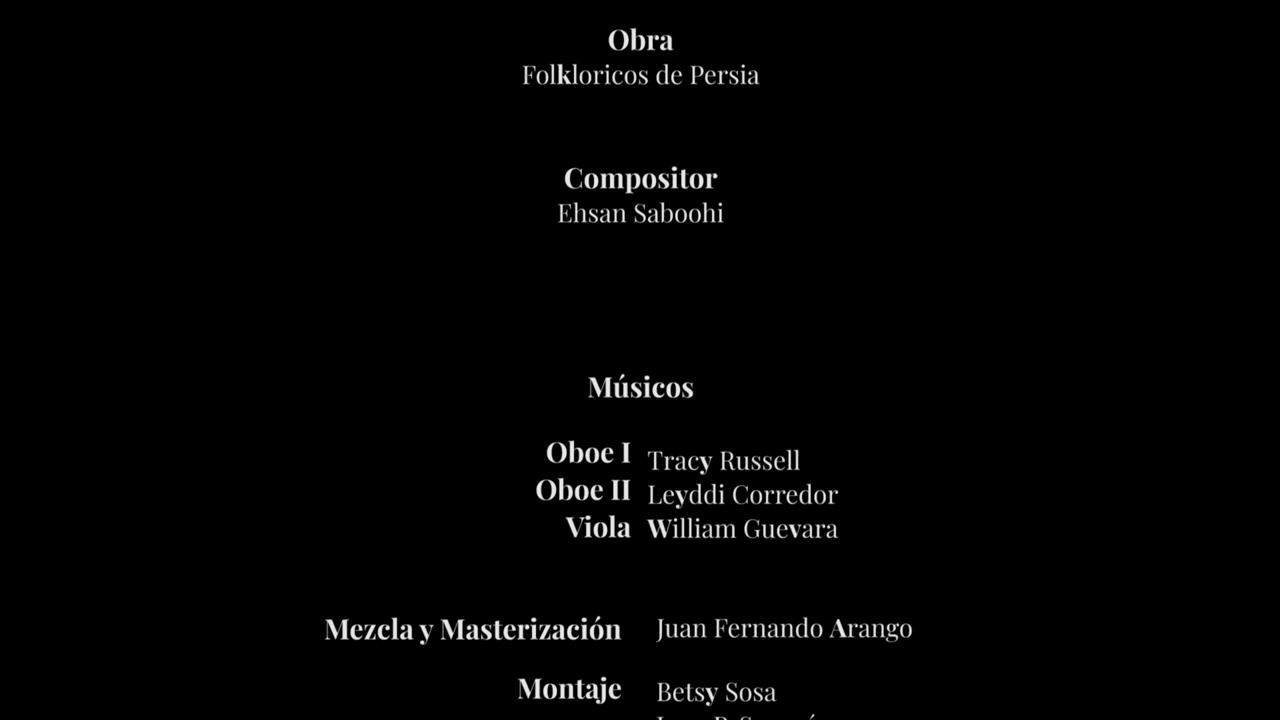 Obra
Folkloricos de Persia
Compositor
Ehsan Saboohi
Músicos
Oboe I Tracy Russell
Oboe II Leyddi Corredor
Viola William Guevara
Mezcla y Masterización Juan Fernando Arango
Montaje Betsy Sosa